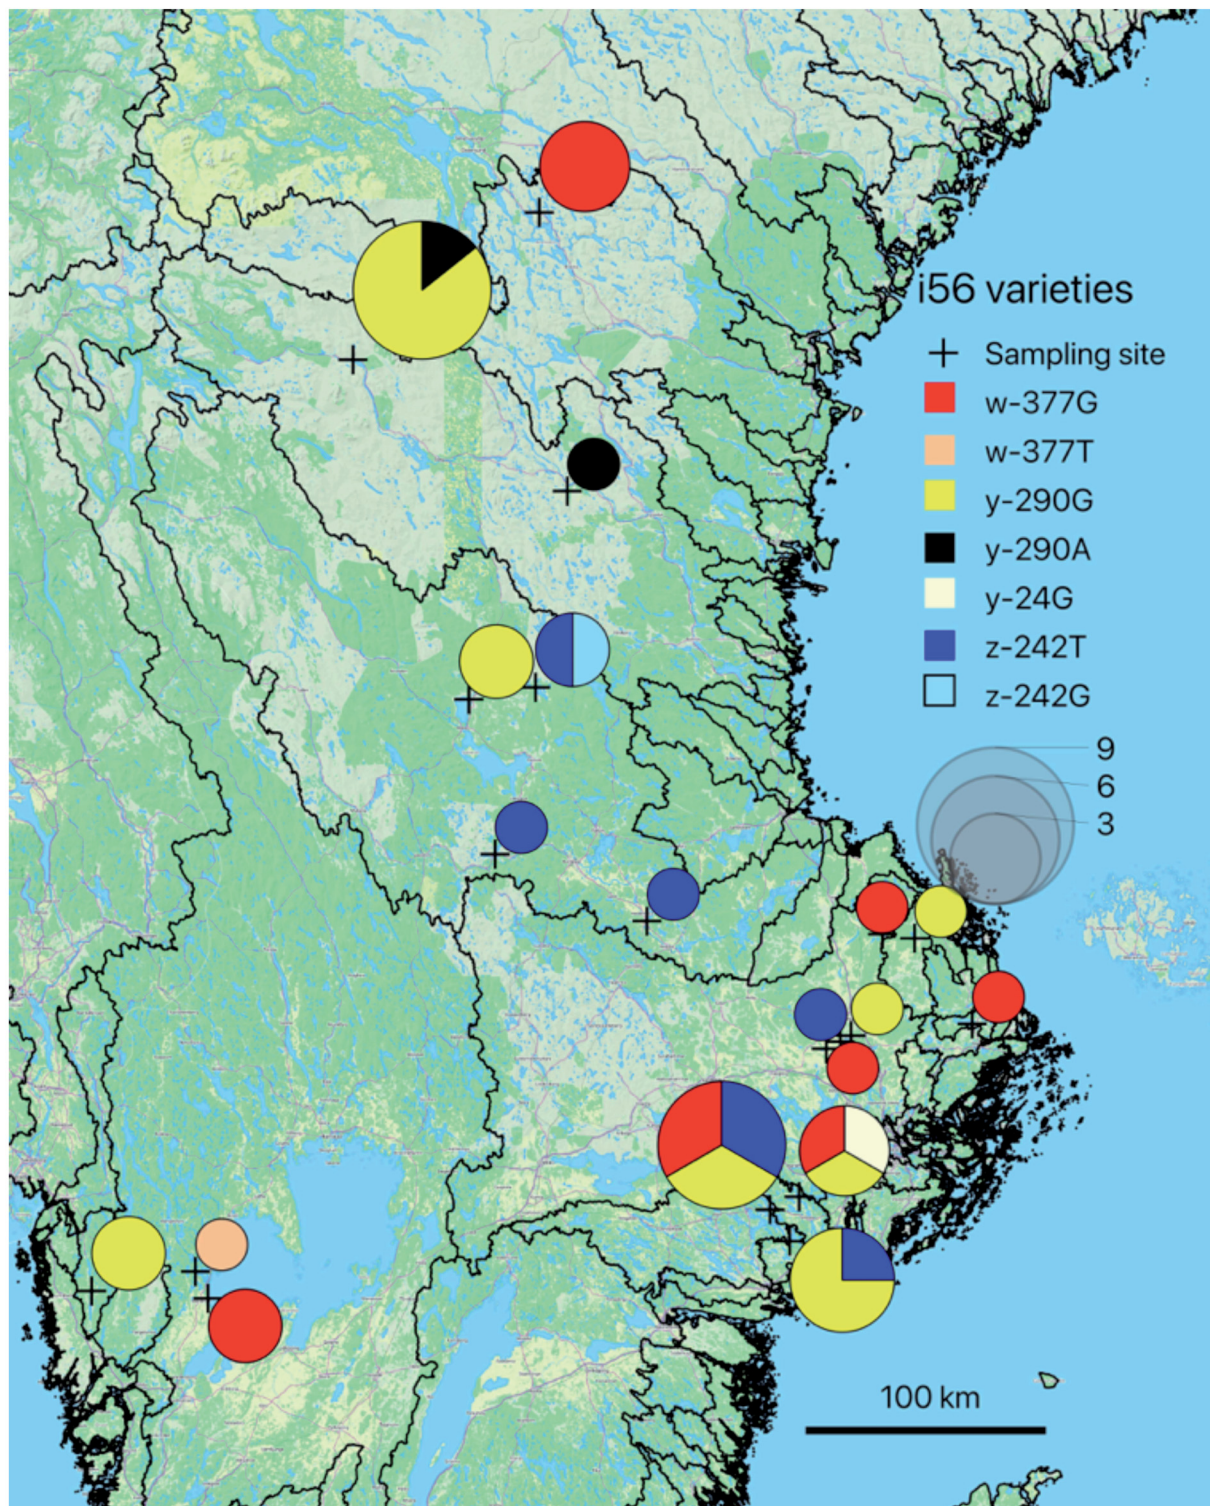 i56 varieties
Sampling site
w-377G
w-377T
y-290G
y-290A
y-24G
z-242T
z-242G
9
6
3
100 km